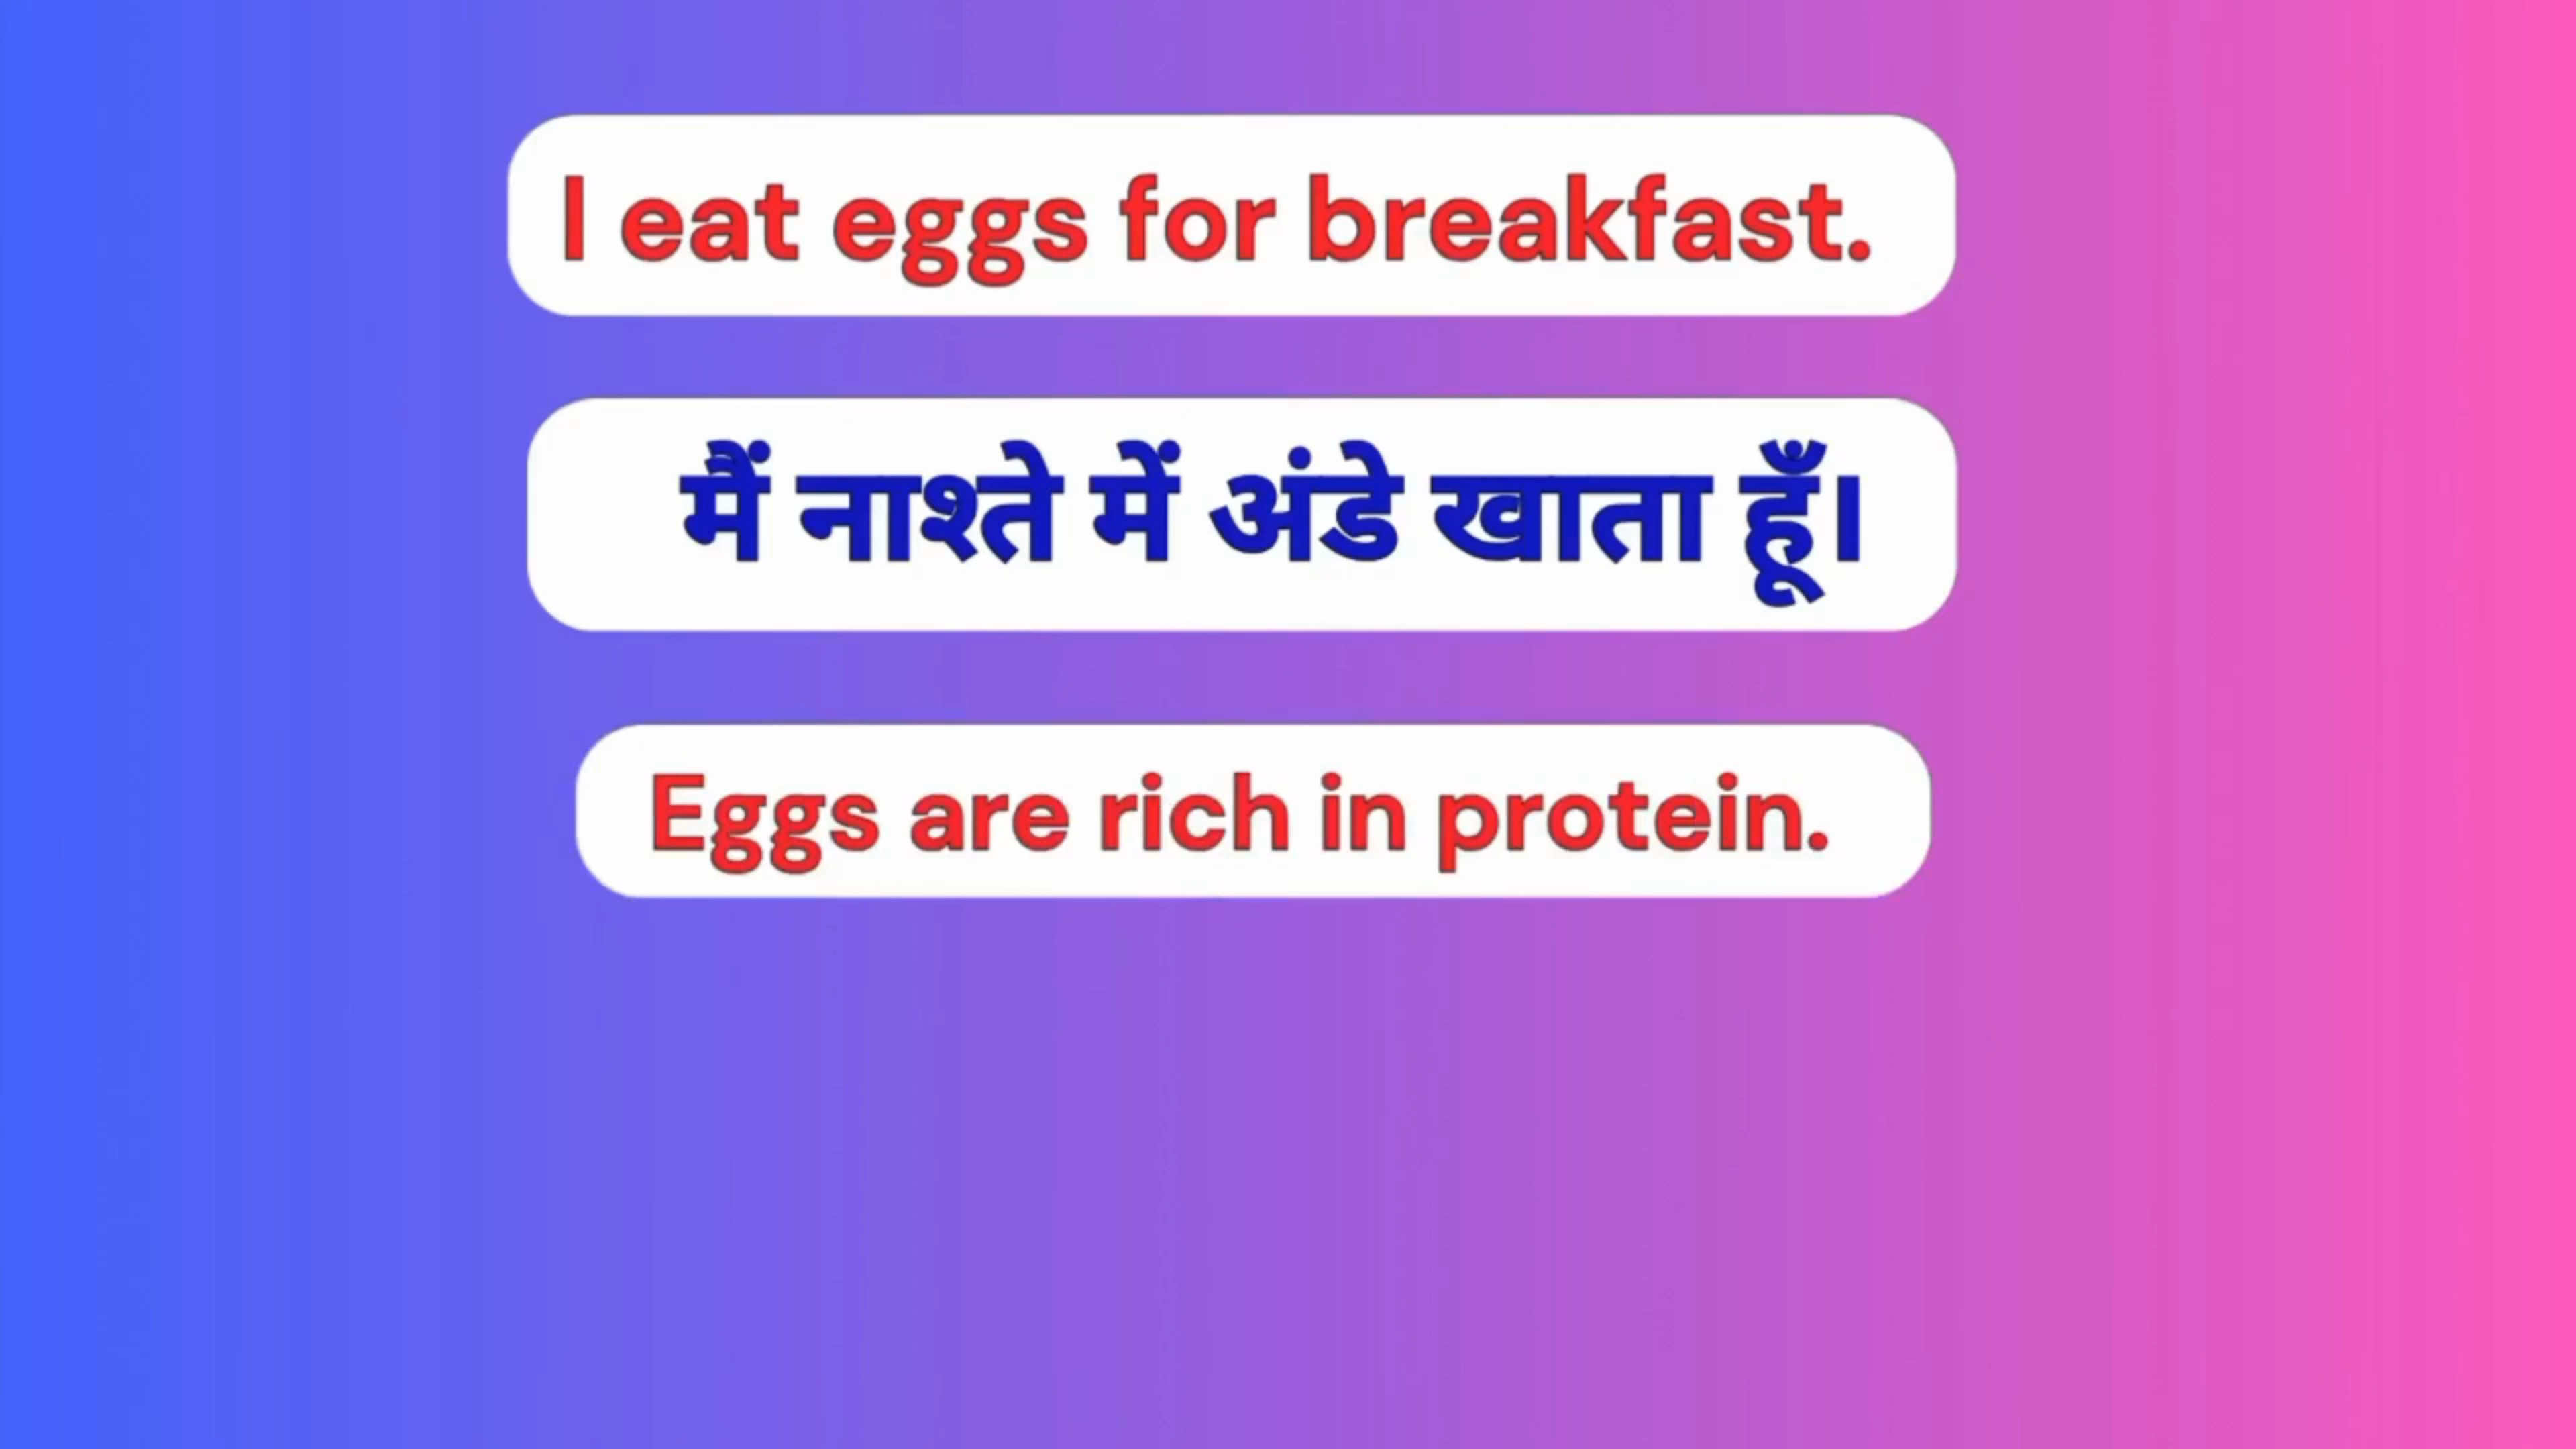 I eat eggs for breakfast.
मैं नाश्ते में अंडे खाता हूँ।
Eggs are rich in protein.